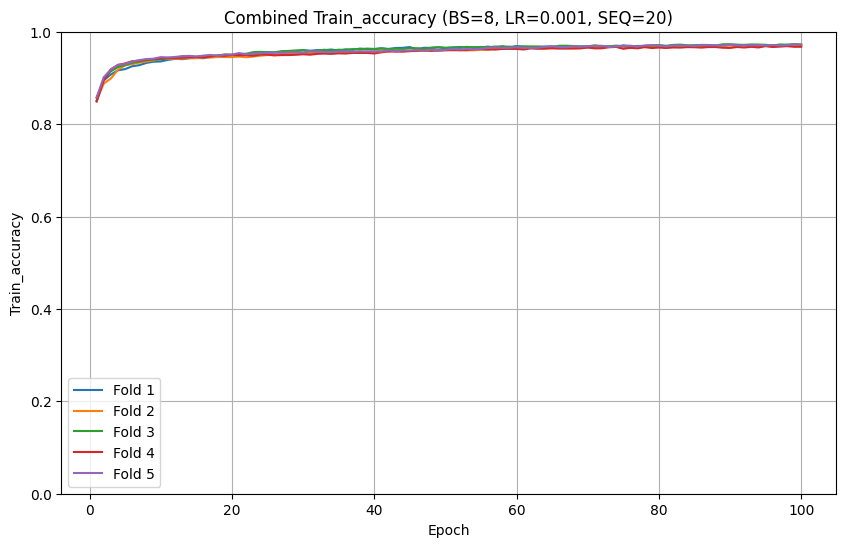 Combined Train_accuracy (BS=8, LR=0.001, SEQ=20)
Train_accuracy
1.0
0.8
0.6
0.4
0.2
0.0
Fold 1
Fold 2
Fold 3
Fold 4
Fold 5
0 20 40 60 80 100
Epoch